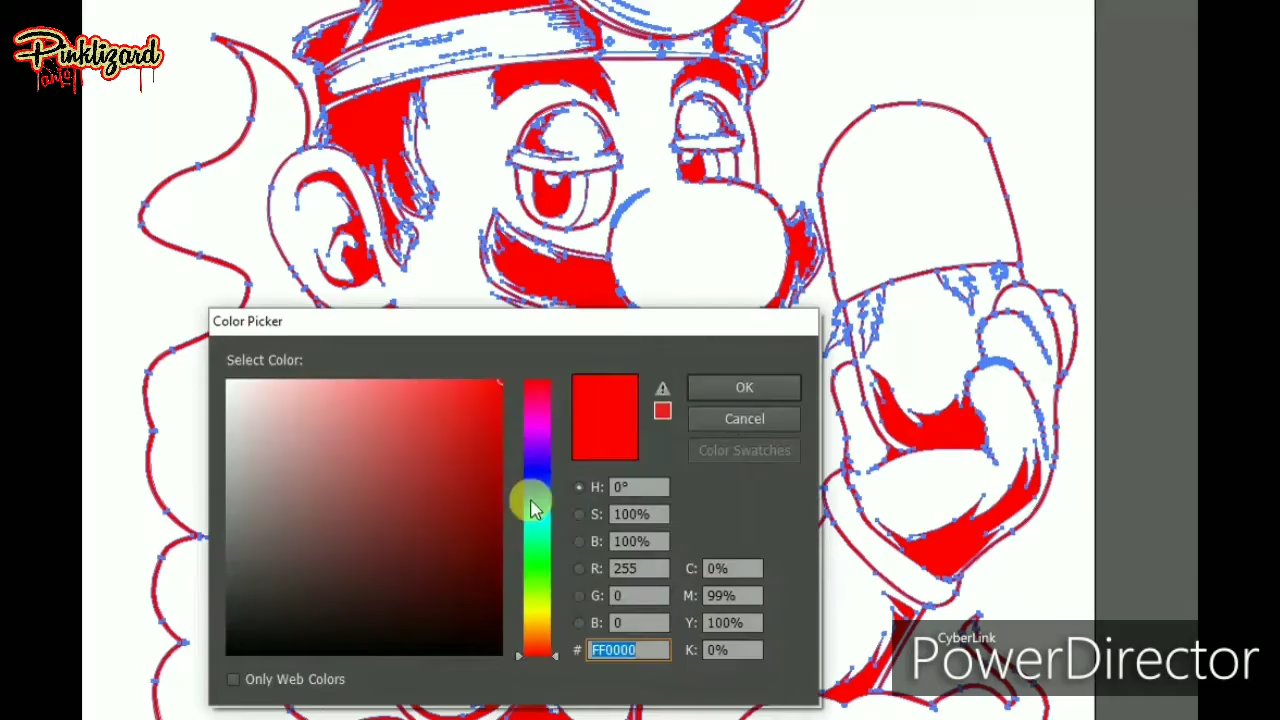 Pinklizard
Color Picker
Select Color:
OK
Cancel
Color Swatches
H: 0°
S: 100%
B: 100%
R: 255 C: 0%
G: 0 M: 99%
B: 0 Y: 100%
# FF0000 K: 0%
Only Web Colors
CyberLink
PowerDirector